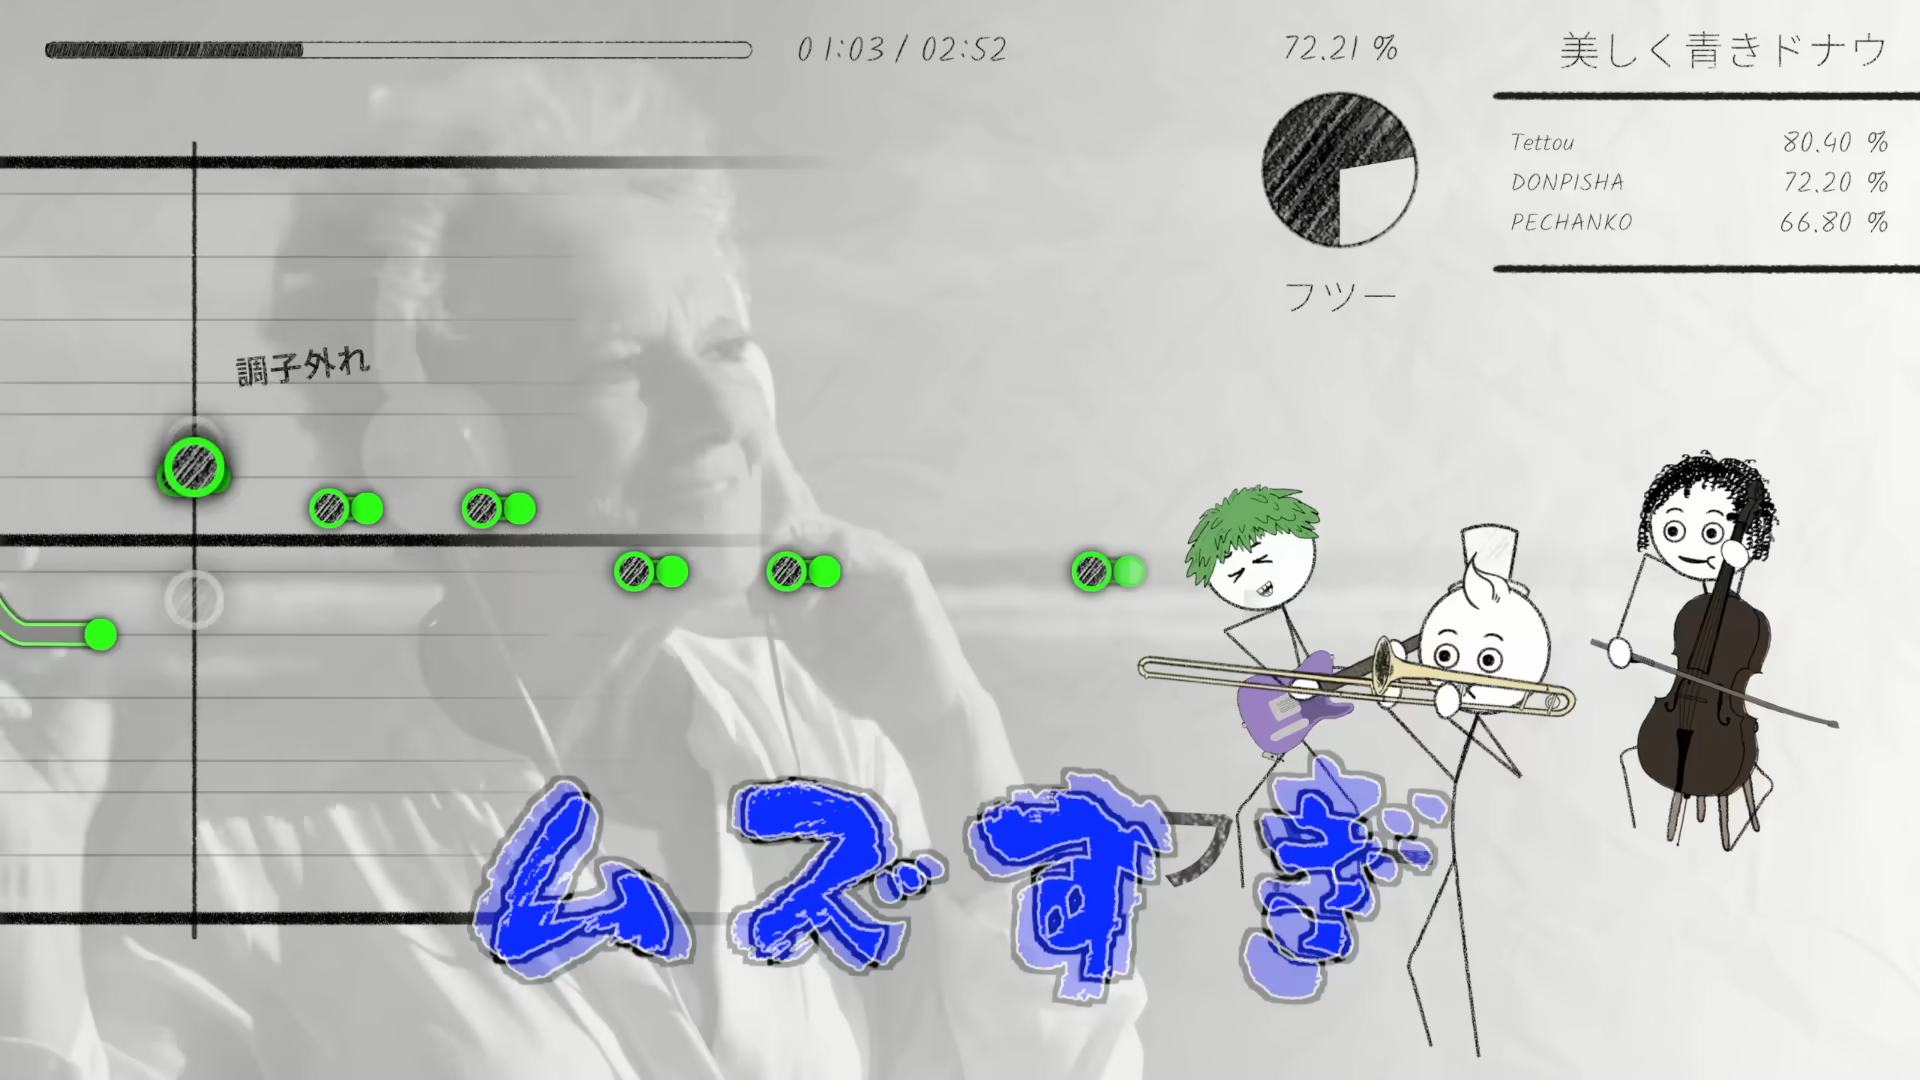 01:03 / 02:52
72.21 %
美しく青きドナウ
Tettou 80.40 %
DONPISHA 72.20 %
PECHANKO 66.80 %
フツー
調子外れ
ムズすぎ